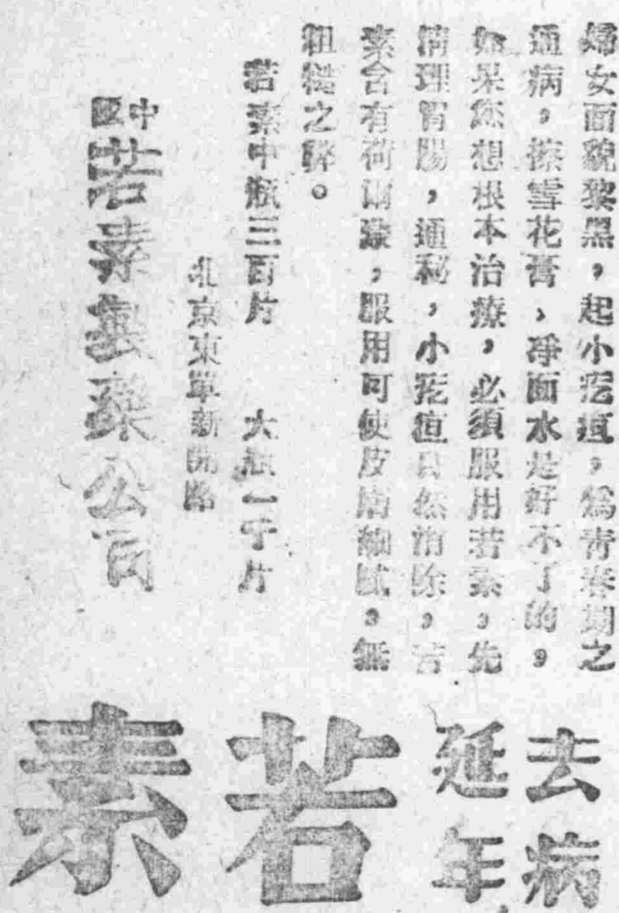 婦女面貌黎黑，起小疙疸，爲青春期之
通病，擦雪花膏、淨面水是好不了的，
如果您想根本治療，必須服用若素，先
清理胃腸，通利，小疙疸自然消除，若
素含有荷爾蒙，服用可使皮膚細膩，無
粗糙之弊。
若素中瓶三百片　大瓶一千片
北京東單新開路
中國若素製藥公司
去病
延年
若素